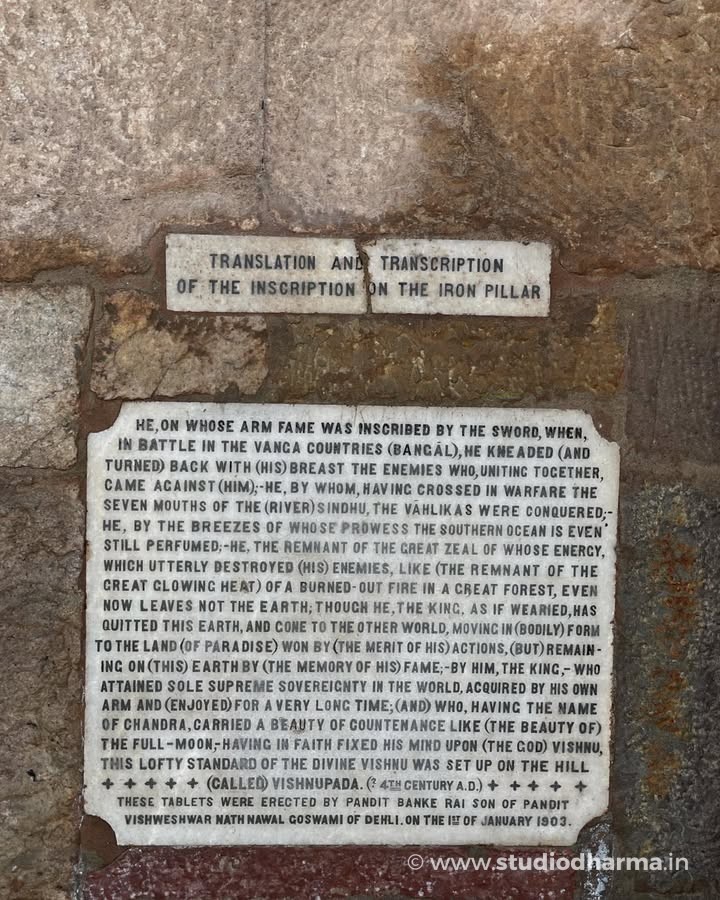 TRANSLATION AND TRANSCRIPTION
OF THE INSCRIPTION ON THE IRON PILLAR
HE, ON WHOSE ARM FAME WAS INSCRIBED BY THE SWORD, WHEN,
IN BATTLE IN THE VANGA COUNTRIES (BANGĀL), HE KNEADED (AND
TURNED) BACK WITH (HIS) BREAST THE ENEMIES WHO, UNITING TOGETHER,
CAME AGAINST (HIM);-HE, BY WHOM, HAVING CROSSED IN WARFARE THE
SEVEN MOUTHS OF THE (RIVER) SINDHU, THE VĀHLIKAS WERE CONQUERED;-
HE, BY THE BREEZES OF WHOSE PROWESS THE SOUTHERN OCEAN IS EVEN
STILL PERFUMED;-HE, THE REMNANT OF THE GREAT ZEAL OF WHOSE ENERGY,
WHICH UTTERLY DESTROYED (HIS) ENEMIES, LIKE (THE REMNANT OF THE
GREAT GLOWING HEAT) OF A BURNED-OUT FIRE IN A GREAT FOREST, EVEN
NOW LEAVES NOT THE EARTH; THOUGH HE, THE KING, AS IF WEARIED, HAS
QUITTED THIS EARTH, AND GONE TO THE OTHER WORLD, MOVING IN (BODILY) FORM
TO THE LAND (OF PARADISE) WON BY (THE MERIT OF HIS) ACTIONS, (BUT) REMAIN-
ING ON (THIS) EARTH BY (THE MEMORY OF HIS) FAME;-BY HIM, THE KING,-WHO
ATTAINED SOLE SUPREME SOVEREIGNTY IN THE WORLD, ACQUIRED BY HIS OWN
ARM AND (ENJOYED) FOR A VERY LONG TIME; (AND) WHO, HAVING THE NAME
OF CHANDRA, CARRIED A BEAUTY OF COUNTENANCE LIKE (THE BEAUTY OF)
THE FULL-MOON,-HAVING IN FAITH FIXED HIS MIND UPON (THE GOD) VISHNU,
THIS LOFTY STANDARD OF THE DIVINE VISHNU WAS SET UP ON THE HILL
+ + + + + (CALLED) VISHNUPADA. (? 4TH CENTURY A.D.) + + + + +
THESE TABLETS WERE ERECTED BY PANDIT BANKE RAI SON OF PANDIT
VISHWESHWAR NATH NAWAL GOSWAMI OF DEHLI. ON THE 1ST OF JANUARY 1903.
© www.studiodharma.in